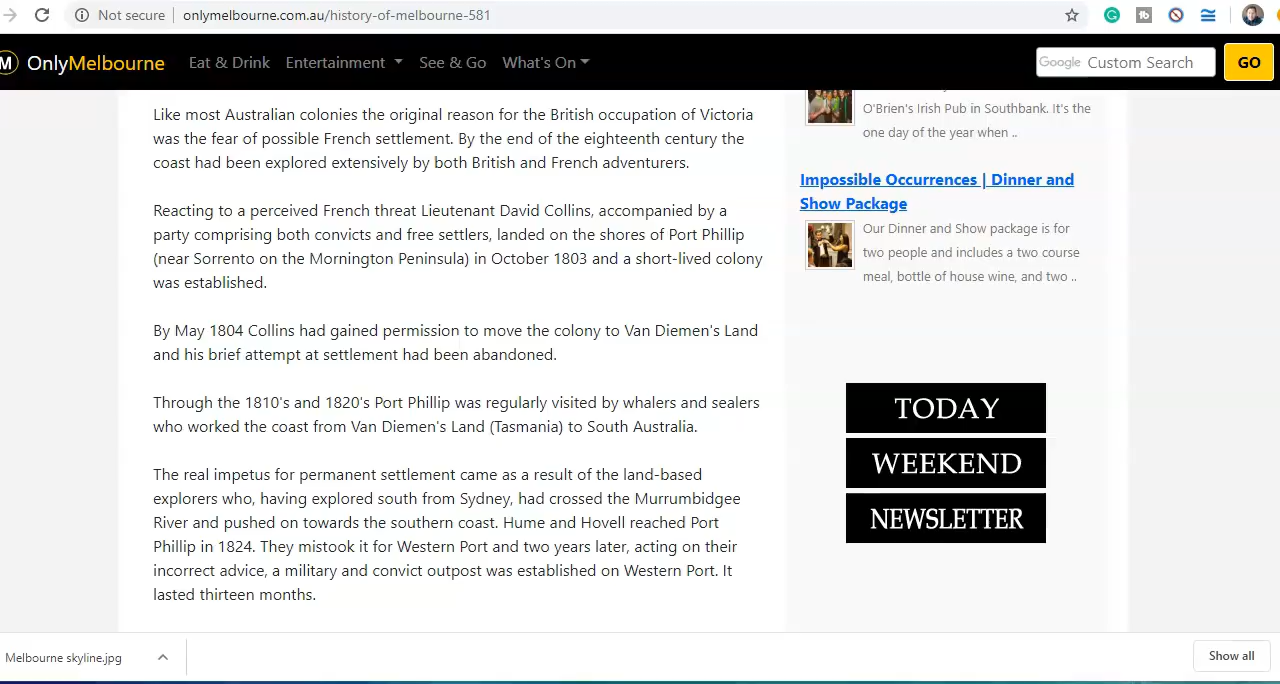 Not secure
onlymelbourne.com.au/history-of-melbourne-581
M OnlyMelbourne
Eat & Drink
Entertainment
See & Go
What's On
Google Custom Search
GO
Like most Australian colonies the original reason for the British occupation of Victoria
was the fear of possible French settlement. By the end of the eighteenth century the
coast had been explored extensively by both British and French adventurers.
Reacting to a perceived French threat Lieutenant David Collins, accompanied by a
party comprising both convicts and free settlers, landed on the shores of Port Phillip
(near Sorrento on the Mornington Peninsula) in October 1803 and a short-lived colony
was established.
By May 1804 Collins had gained permission to move the colony to Van Diemen's Land
and his brief attempt at settlement had been abandoned.
Through the 1810's and 1820's Port Phillip was regularly visited by whalers and sealers
who worked the coast from Van Diemen's Land (Tasmania) to South Australia.
The real impetus for permanent settlement came as a result of the land-based
explorers who, having explored south from Sydney, had crossed the Murrumbidgee
River and pushed on towards the southern coast. Hume and Hovell reached Port
Phillip in 1824. They mistook it for Western Port and two years later, acting on their
incorrect advice, a military and convict outpost was established on Western Port. It
lasted thirteen months.
O'Brien's Irish Pub in Southbank. It's the
one day of the year when ..
Impossible Occurrences | Dinner and
Show Package
Our Dinner and Show package is for
two people and includes a two course
meal, bottle of house wine, and two ..
TODAY
WEEKEND
NEWSLETTER
Melbourne skyline.jpg
Show all